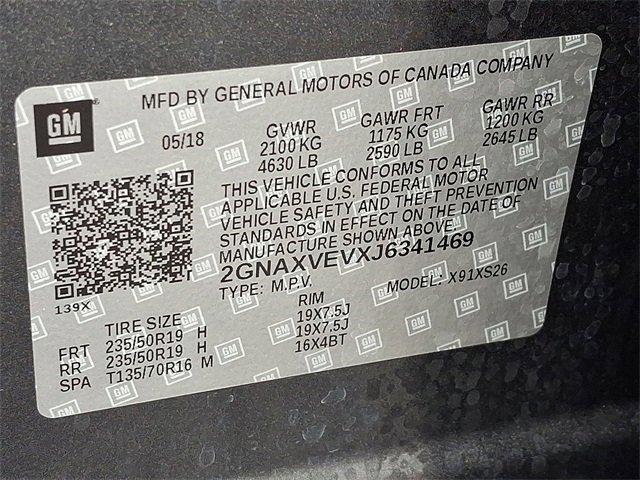 GM
MFD BY GENERAL MOTORS OF CANADA COMPANY
05/18
GVWR
2100 KG
4630 LB
GAWR FRT
1175 KG
2590 LB
GAWR RR
1200 KG
2645 LB
THIS VEHICLE CONFORMS TO ALL
APPLICABLE U.S. FEDERAL MOTOR
VEHICLE SAFETY AND THEFT PREVENTION
STANDARDS IN EFFECT ON THE DATE OF
MANUFACTURE SHOWN ABOVE.
2GNAXVEVXJ6341469
TYPE: M.P.V. MODEL: X91XS26
139X
TIRE SIZE RIM
FRT 235/50R19 H 19X7.5J
RR 235/50R19 H 19X7.5J
SPA T135/70R16 M 16X4BT